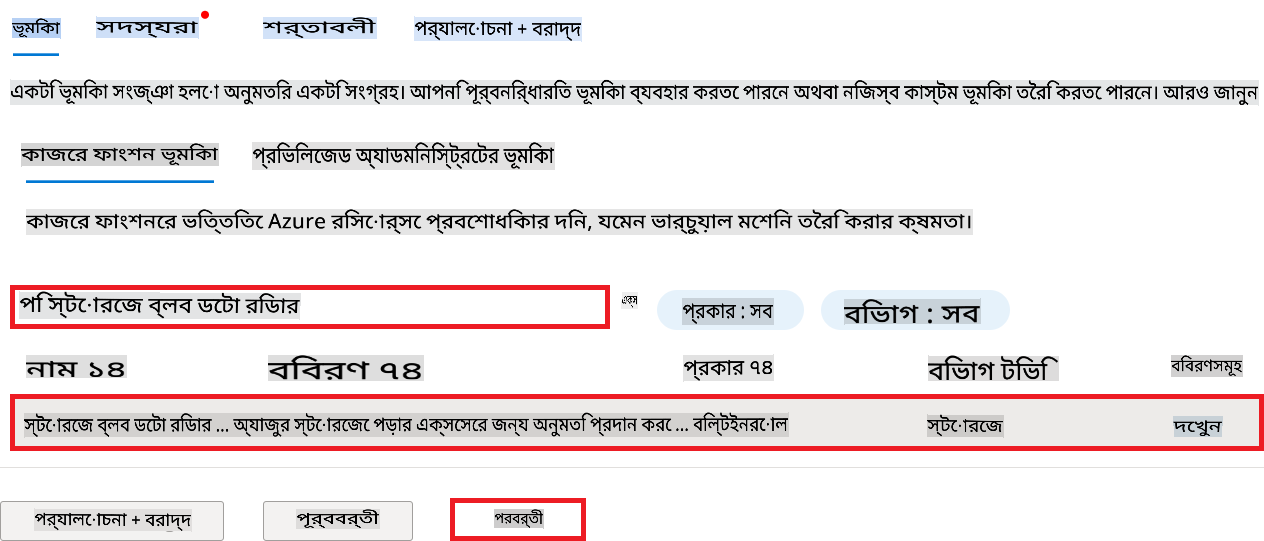 ভূমিকা সদস্যরা শর্তাবলী পর্যালোচনা + বরাদ্দ
একটি ভূমিকা সংজ্ঞা হলো অনুমতির একটি সংগ্রহ। আপনি পূর্বনির্ধারিত ভূমিকা ব্যবহার করতে পারেন অথবা নিজস্ব কাস্টম ভূমিকা তৈরি করতে পারেন। আরও জানুন
কাজের ফাংশন ভূমিকা প্রিভিলেজেড অ্যাডমিনিস্ট্রেটর ভূমিকা
কাজের ফাংশনের ভিত্তিতে Azure রিসোর্সে প্রবেশাধিকার দিন, যেমন ভার্চুয়াল মেশিন তৈরি করার ক্ষমতা।
পি স্টোরেজ ব্লব ডেটা রিডার এক্স প্রকার : সব বিভাগ : সব
নাম ১৪ বিবরণ ৭৪ প্রকার ৭৪ বিভাগ টিভি বিবরণসমূহ
স্টোরেজ ব্লব ডেটা রিডার ... অ্যাজুর স্টোরেজে পড়ার এক্সেসের জন্য অনুমতি প্রদান করে ... বিল্টইনরোল স্টোরেজ দেখুন
পর্যালোচনা + বরাদ্দ পূর্ববর্তী পরবর্তী